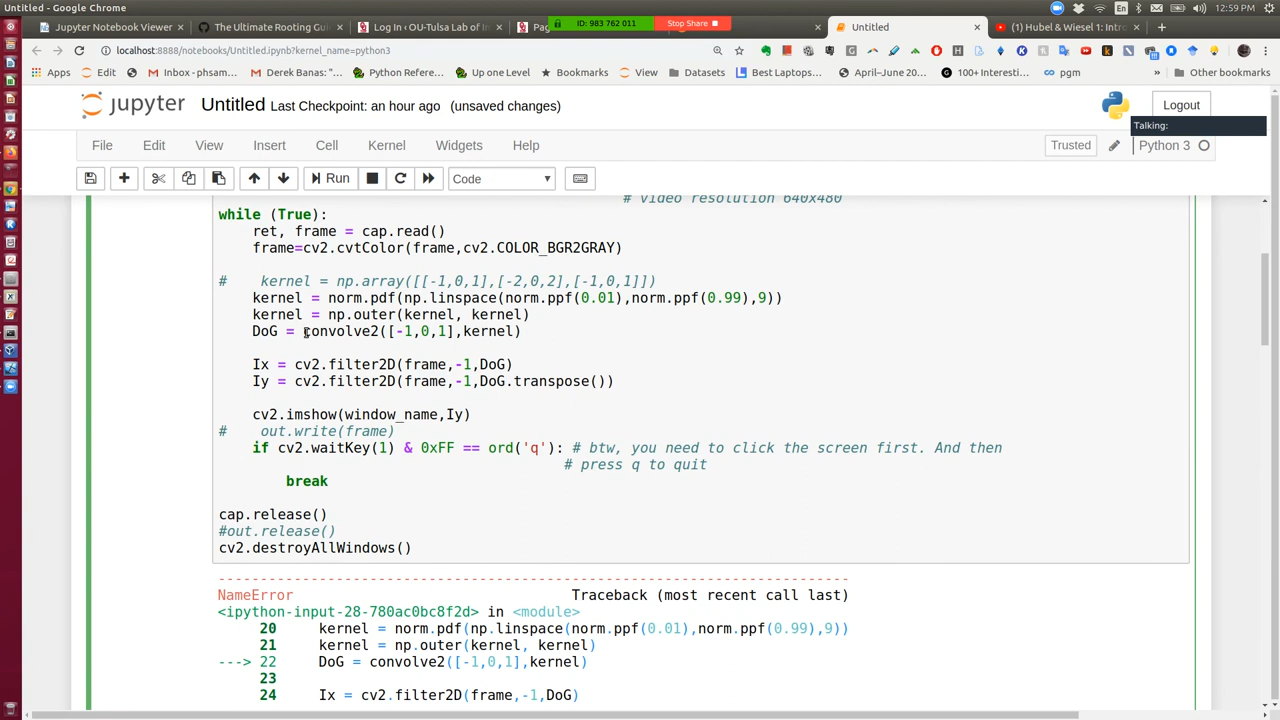 Untitled - Google Chrome
En
12:59 PM
Jupyter Notebook Viewer
The Ultimate Rooting Gui
Log In ‹ OU-Tulsa Lab of Im
Pag
ID: 983 762 011
Stop Share
Untitled
(1) Hubel & Wiesel 1: Intro
localhost:8888/notebooks/Untitled.ipynb?kernel_name=python3
Apps
Edit
Inbox - phsam...
Derek Banas: "...
Python Refere...
Up one Level
Bookmarks
View
Datasets
Best Laptops...
April–June 20...
100+ Interesti...
pgm
»
Other bookmarks
jupyter
Untitled
Last Checkpoint: an hour ago
(unsaved changes)
Logout
Talking:
File
Edit
View
Insert
Cell
Kernel
Widgets
Help
Trusted
Python 3
Run
Code
# video resolution 640x480
while (True):
ret, frame = cap.read()
frame=cv2.cvtColor(frame,cv2.COLOR_BGR2GRAY)
# kernel = np.array([[-1,0,1],[-2,0,2],[-1,0,1]])
kernel = norm.pdf(np.linspace(norm.ppf(0.01),norm.ppf(0.99),9))
kernel = np.outer(kernel, kernel)
DoG = convolve2([-1,0,1],kernel)
Ix = cv2.filter2D(frame,-1,DoG)
Iy = cv2.filter2D(frame,-1,DoG.transpose())
cv2.imshow(window_name,Iy)
# out.write(frame)
if cv2.waitKey(1) & 0xFF == ord('q'): # btw, you need to click the screen first. And then
# press q to quit
break
cap.release()
#out.release()
cv2.destroyAllWindows()
---------------------------------------------------------------------------
NameError Traceback (most recent call last)
<ipython-input-28-780ac0bc8f2d> in <module>
20 kernel = norm.pdf(np.linspace(norm.ppf(0.01),norm.ppf(0.99),9))
21 kernel = np.outer(kernel, kernel)
---> 22 DoG = convolve2([-1,0,1],kernel)
23
24 Ix = cv2.filter2D(frame,-1,DoG)